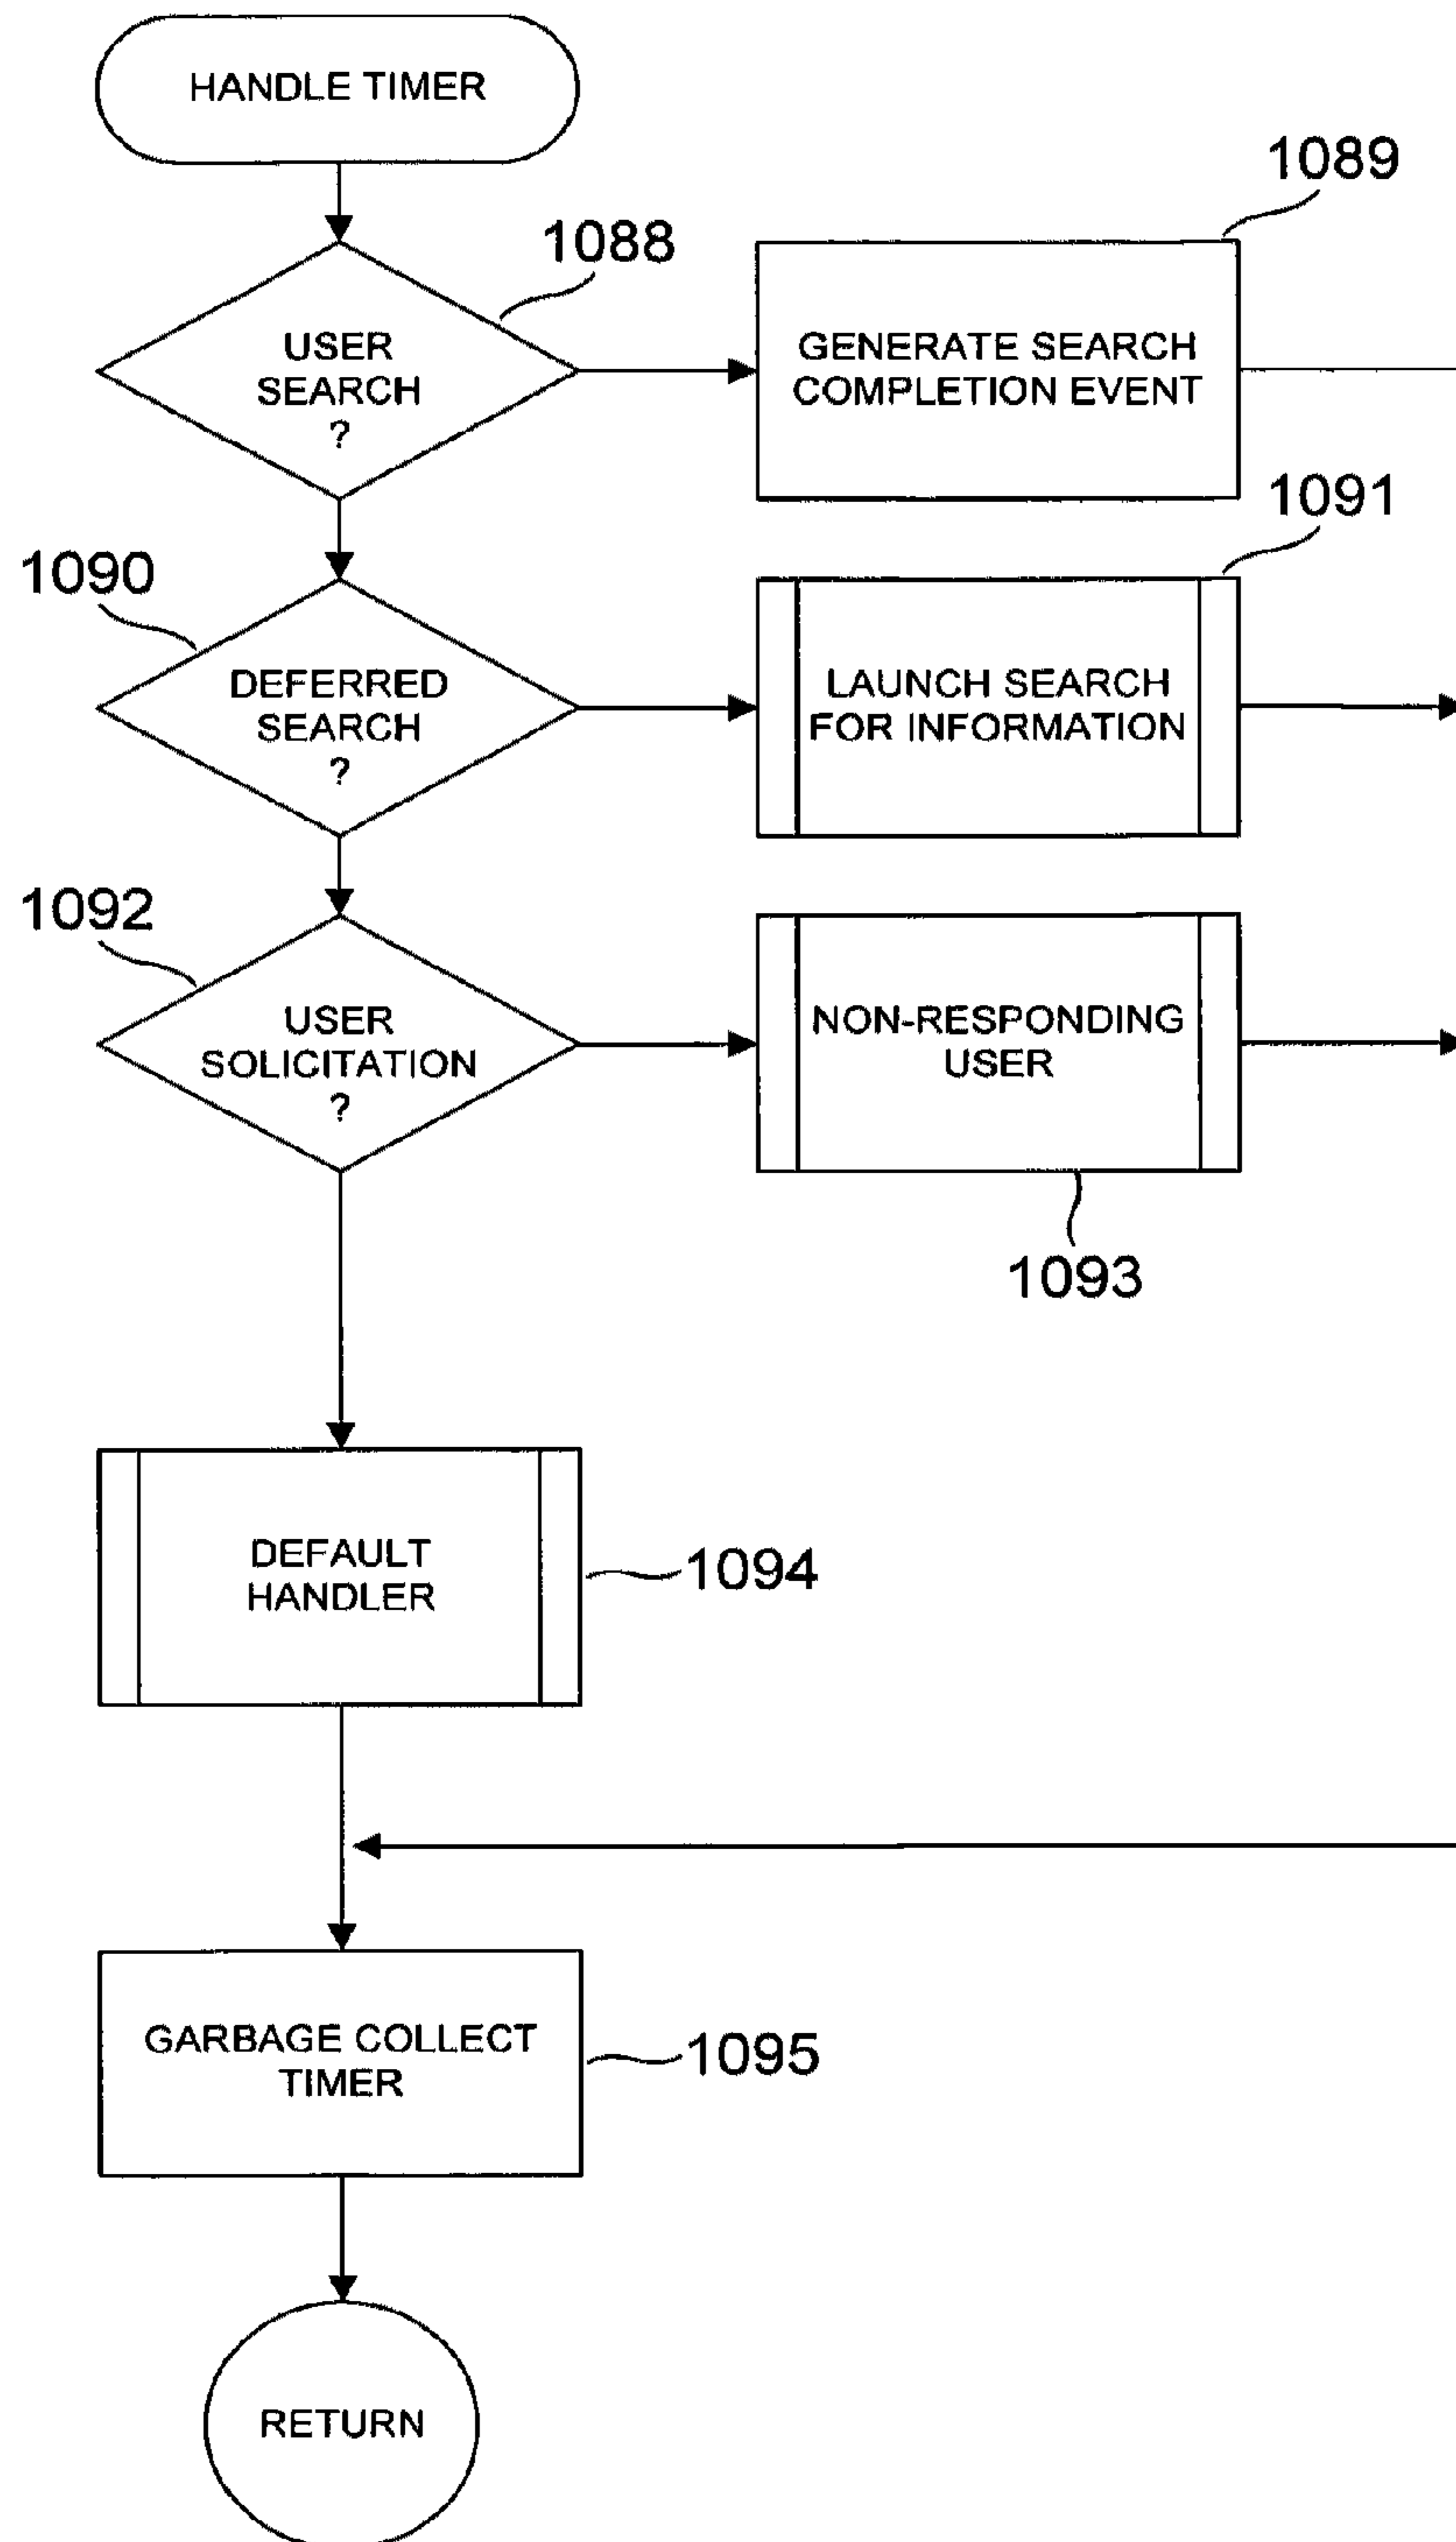 HANDLE TIMER
1089
1088
USER
SEARCH
?
GENERATE SEARCH
COMPLETION EVENT
1091
1090
DEFERRED
SEARCH
?
LAUNCH SEARCH
FOR INFORMATION
1092
USER
SOLICITATION
?
NON-RESPONDING
USER
1093
DEFAULT
HANDLER
1094
GARBAGE COLLECT
TIMER
1095
RETURN